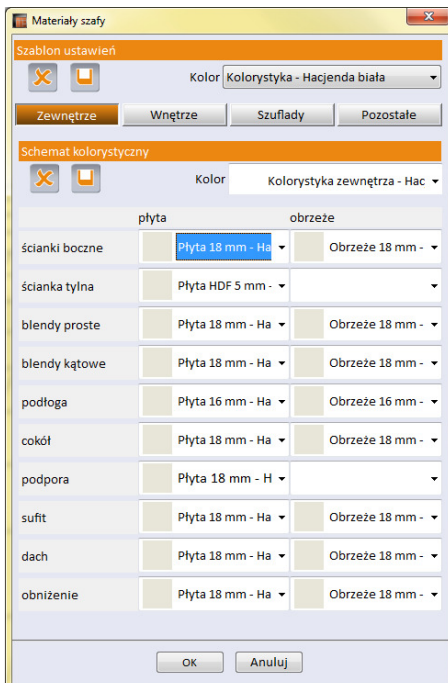 Materiały szafy
Szablon ustawień
Kolor Kolorystyka - Hacjenda biała
Zewnętrze Wnętrze Szuflady Pozostałe
Schemat kolorystyczny
Kolor Kolorystyka zewnętrza - Hac
płyta obrzeże
ścianki boczne Płyta 18 mm - Ha Obrzeże 18 mm -
ścianka tylna Płyta HDF 5 mm -
blendy proste Płyta 18 mm - Ha Obrzeże 18 mm -
blendy kątowe Płyta 18 mm - Ha Obrzeże 18 mm -
podłoga Płyta 16 mm - Ha Obrzeże 16 mm -
cokół Płyta 18 mm - Ha Obrzeże 18 mm -
podpora Płyta 18 mm - H
sufit Płyta 18 mm - Ha Obrzeże 18 mm -
dach Płyta 18 mm - Ha Obrzeże 18 mm -
obniżenie Płyta 18 mm - Ha Obrzeże 18 mm -
OK Anuluj